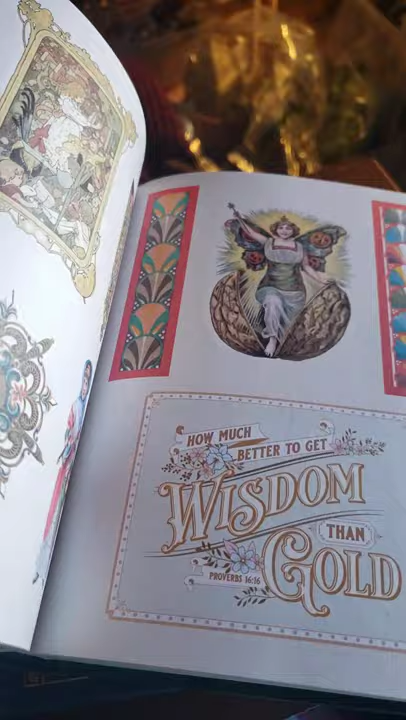 HOW MUCH
BETTER TO GET
WISDOM
THAN
GOLD
PROVERBS 16:16